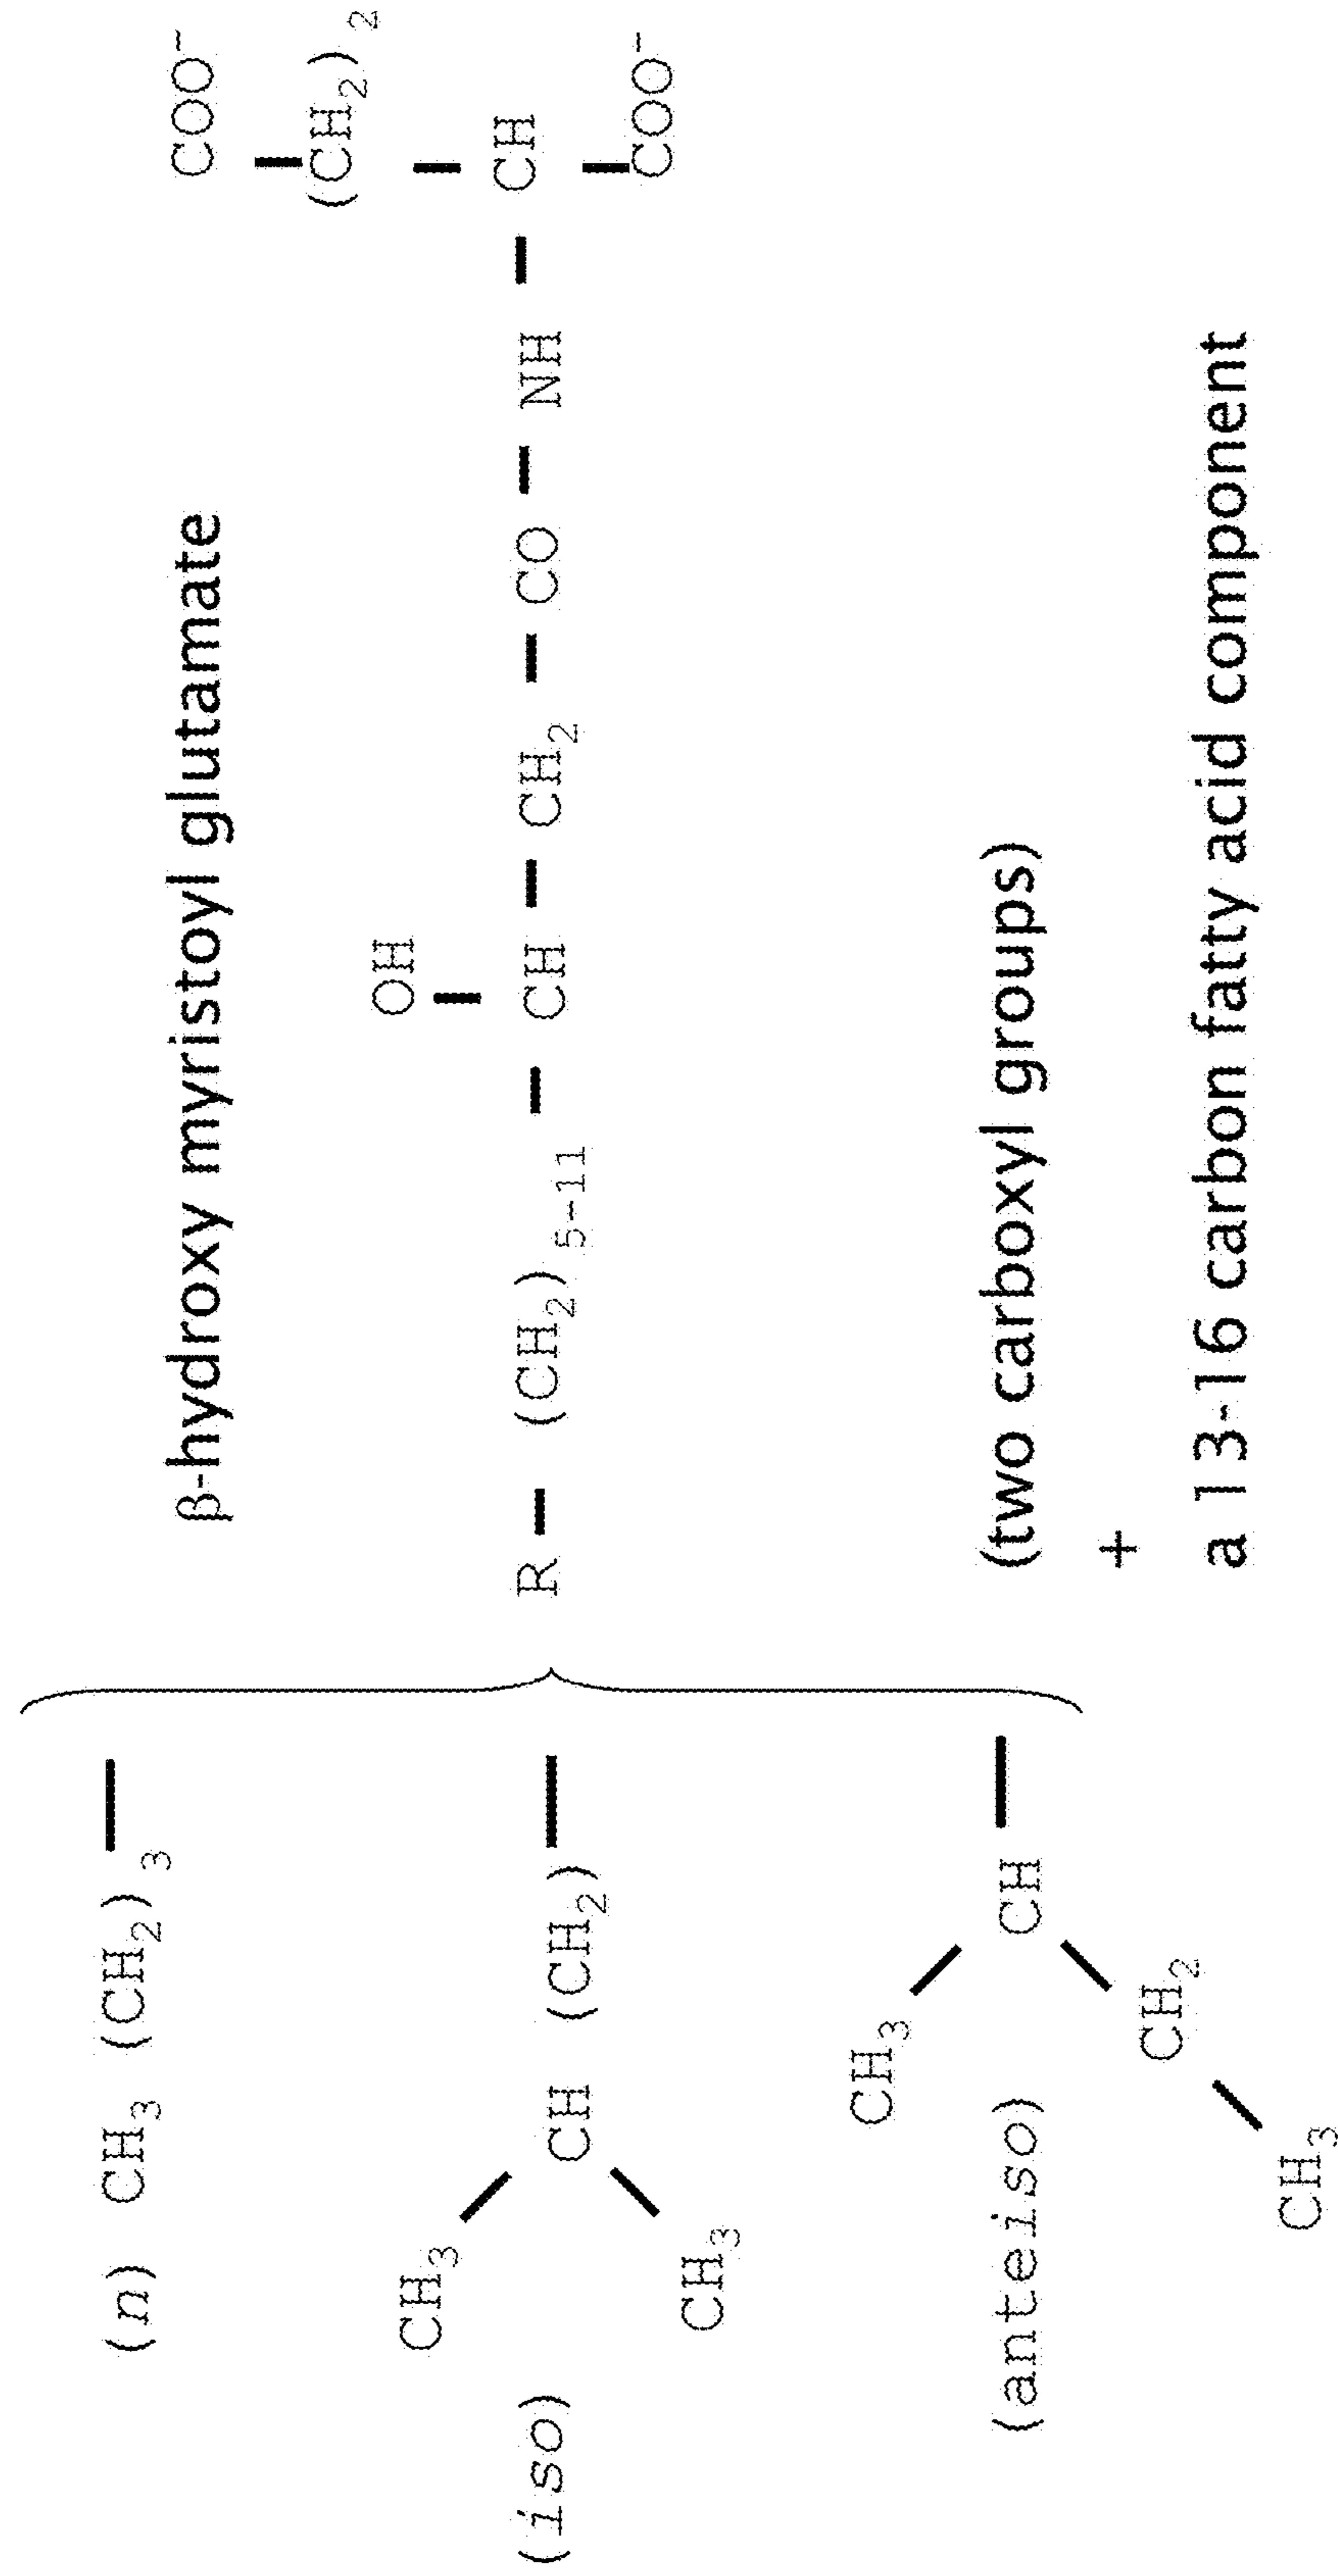 β-hydroxy myristoyl glutamate
(n) CH3 (CH2)3
(iso) CH3 CH3 CH (CH2)
(anteiso) CH3 CH CH2 CH3
R (CH2)5-11 CH CH2 CO NH CH
OH
COO-
(CH2)2
COO-
(two carboxyl groups)
+
a 13-16 carbon fatty acid component